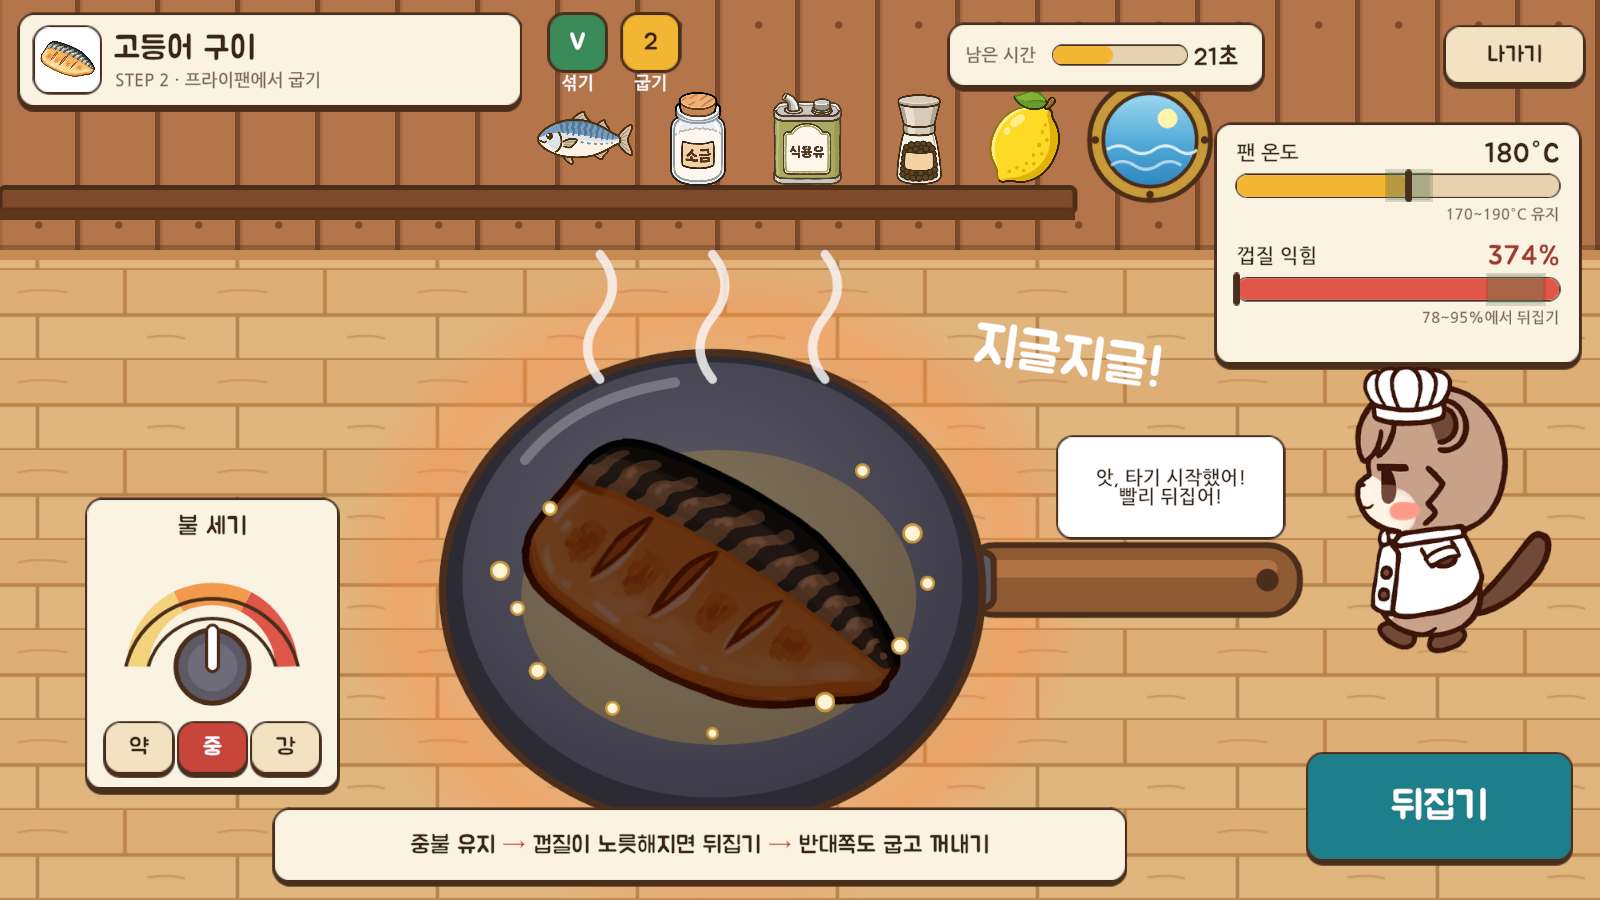 고등어 구이
STEP 2 · 프라이팬에서 굽기
V
섞기
2
굽기
남은 시간
21초
나가기
소금
식용유
팬 온도
180°C
170~190°C 유지
껍질 익힘
374%
78~95%에서 뒤집기
지글지글!
앗, 타기 시작했어!
빨리 뒤집어!
불 세기
약
중
강
뒤집기
중불 유지 → 껍질이 노릇해지면 뒤집기 → 반대쪽도 굽고 꺼내기